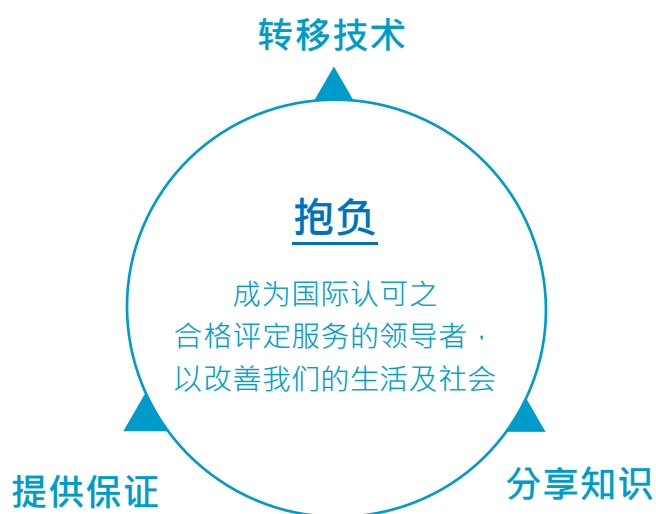 转移技术
抱负
成为国际认可之
合格评定服务的领导者，
以改善我们的生活及社会
提供保证
分享知识